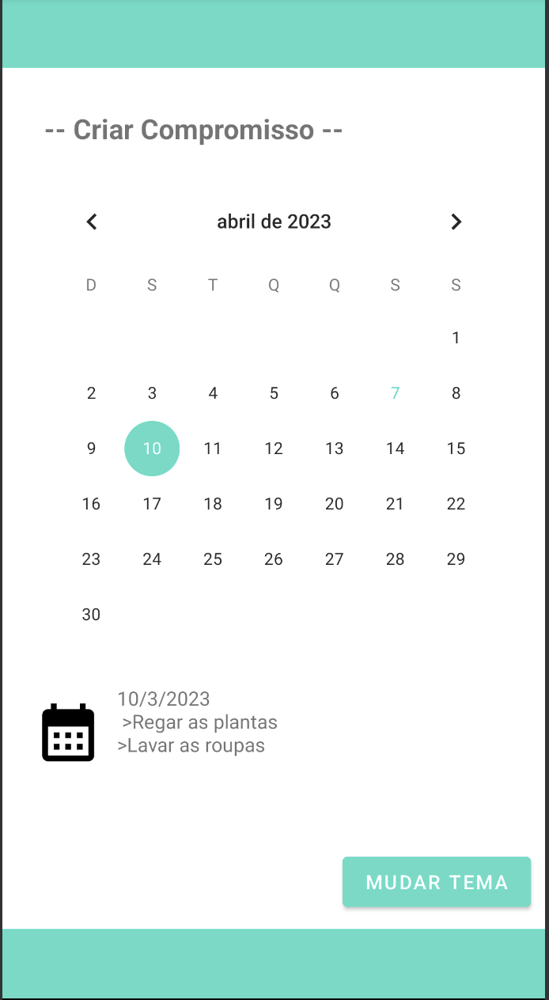 -- Criar Compromisso --
abril de 2023
D S T Q Q S S
1
2 3 4 5 6 7 8
9 10 11 12 13 14 15
16 17 18 19 20 21 22
23 24 25 26 27 28 29
30
10/3/2023
>Regar as plantas
>Lavar as roupas
MUDAR TEMA